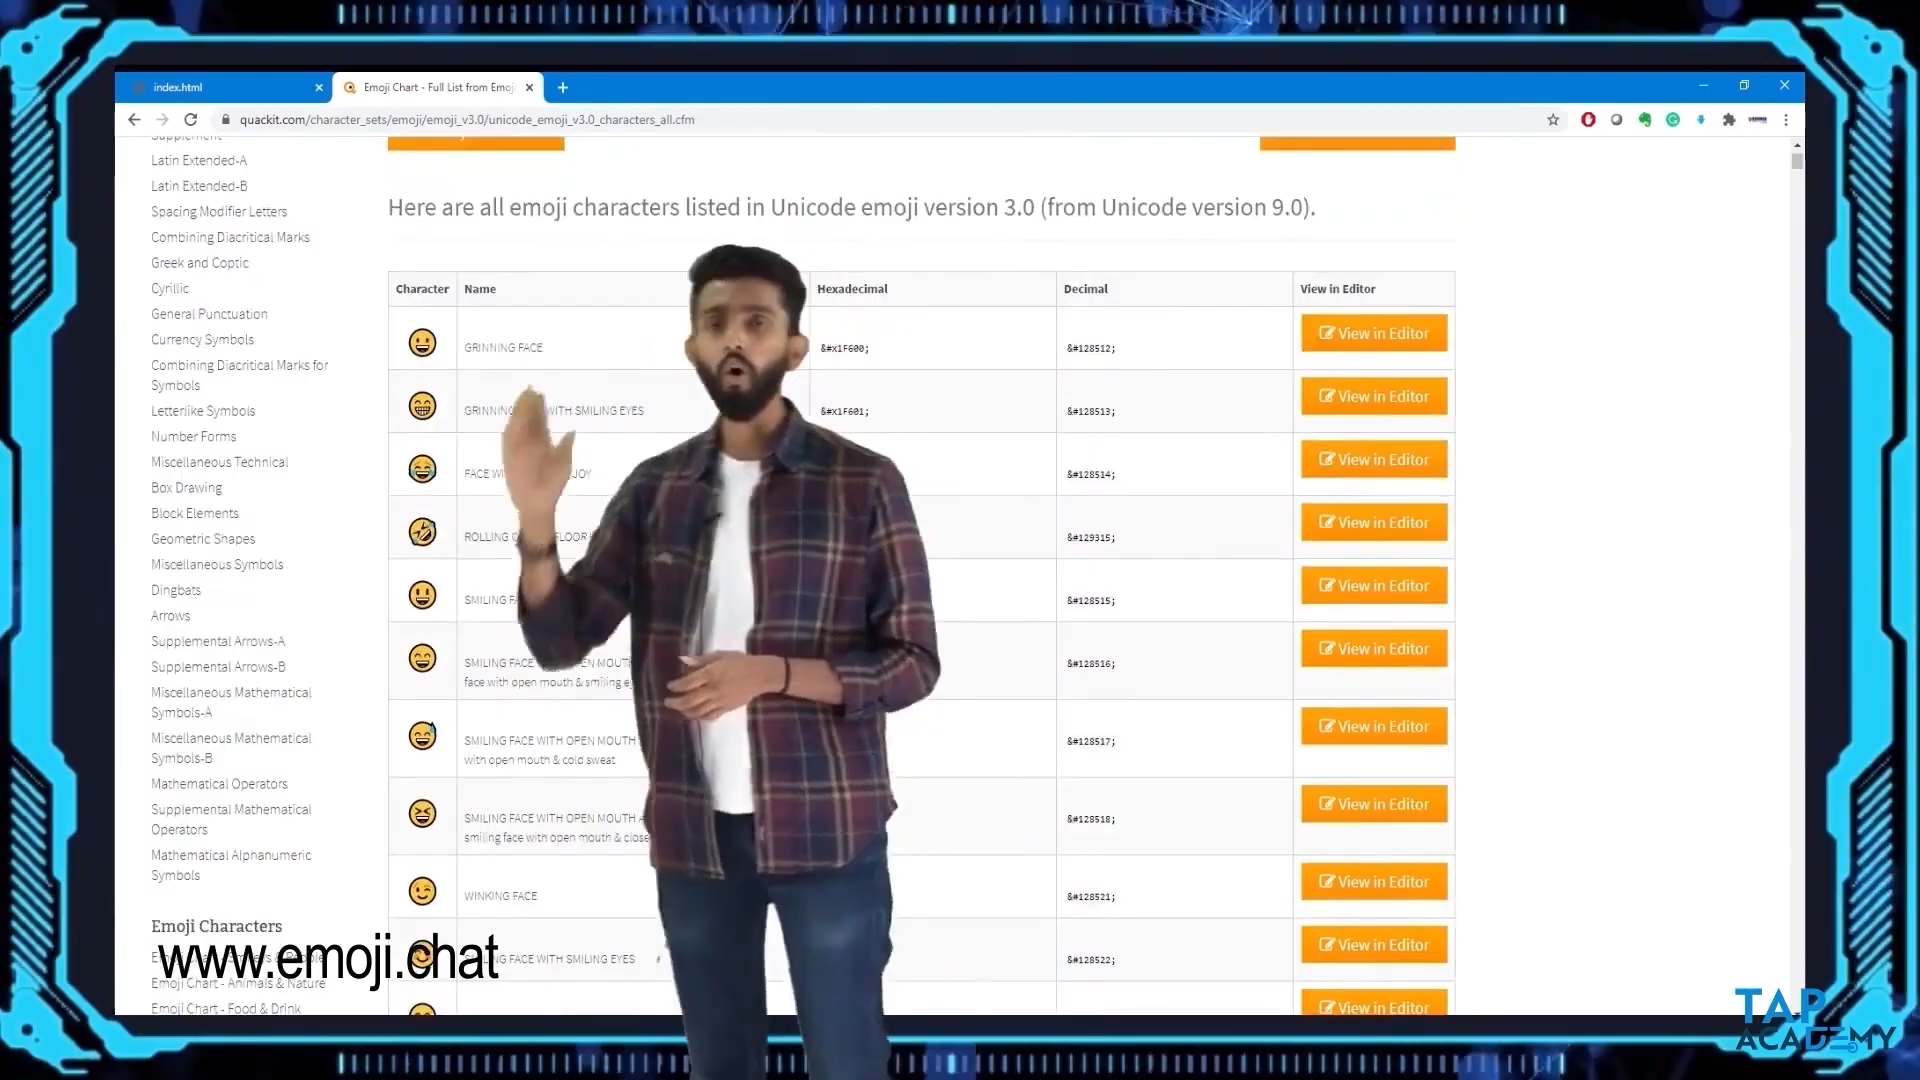 index.html
Emoji Chart - Full List from Emoj
quackit.com/character_sets/emoji/emoji_v3.0/unicode_emoji_v3.0_characters_all.cfm
Supplement
Latin Extended-A
Latin Extended-B
Spacing Modifier Letters
Combining Diacritical Marks
Greek and Coptic
Cyrillic
General Punctuation
Currency Symbols
Combining Diacritical Marks for
Symbols
Letterlike Symbols
Number Forms
Miscellaneous Technical
Box Drawing
Block Elements
Geometric Shapes
Miscellaneous Symbols
Dingbats
Arrows
Supplemental Arrows-A
Supplemental Arrows-B
Miscellaneous Mathematical
Symbols-A
Miscellaneous Mathematical
Symbols-B
Mathematical Operators
Supplemental Mathematical
Operators
Mathematical Alphanumeric
Symbols
Emoji Characters
Emoji Chart - Animals & Nature
Emoji Chart - Food & Drink
www.emoji.chat
Here are all emoji characters listed in Unicode emoji version 3.0 (from Unicode version 9.0).
Character Name Hexadecimal Decimal View in Editor
GRINNING FACE &#x1F600; &#128512; View in Editor
GRINNING WITH SMILING EYES &#x1F601; &#128513; View in Editor
FACE JOY &#128514; View in Editor
ROLLING FLOOR &#129315; View in Editor
SMILING &#128515; View in Editor
SMILING FACE MOUTH &#128516; View in Editor
face with open mouth & smiling
SMILING FACE WITH OPEN MOUTH &#128517; View in Editor
with open mouth & cold sweat
SMILING FACE WITH OPEN MOUTH &#128518; View in Editor
smiling face with open mouth & close
WINKING FACE &#128521; View in Editor
FACE WITH SMILING EYES &#128522; View in Editor
View in Editor
TAP
ACADEMY